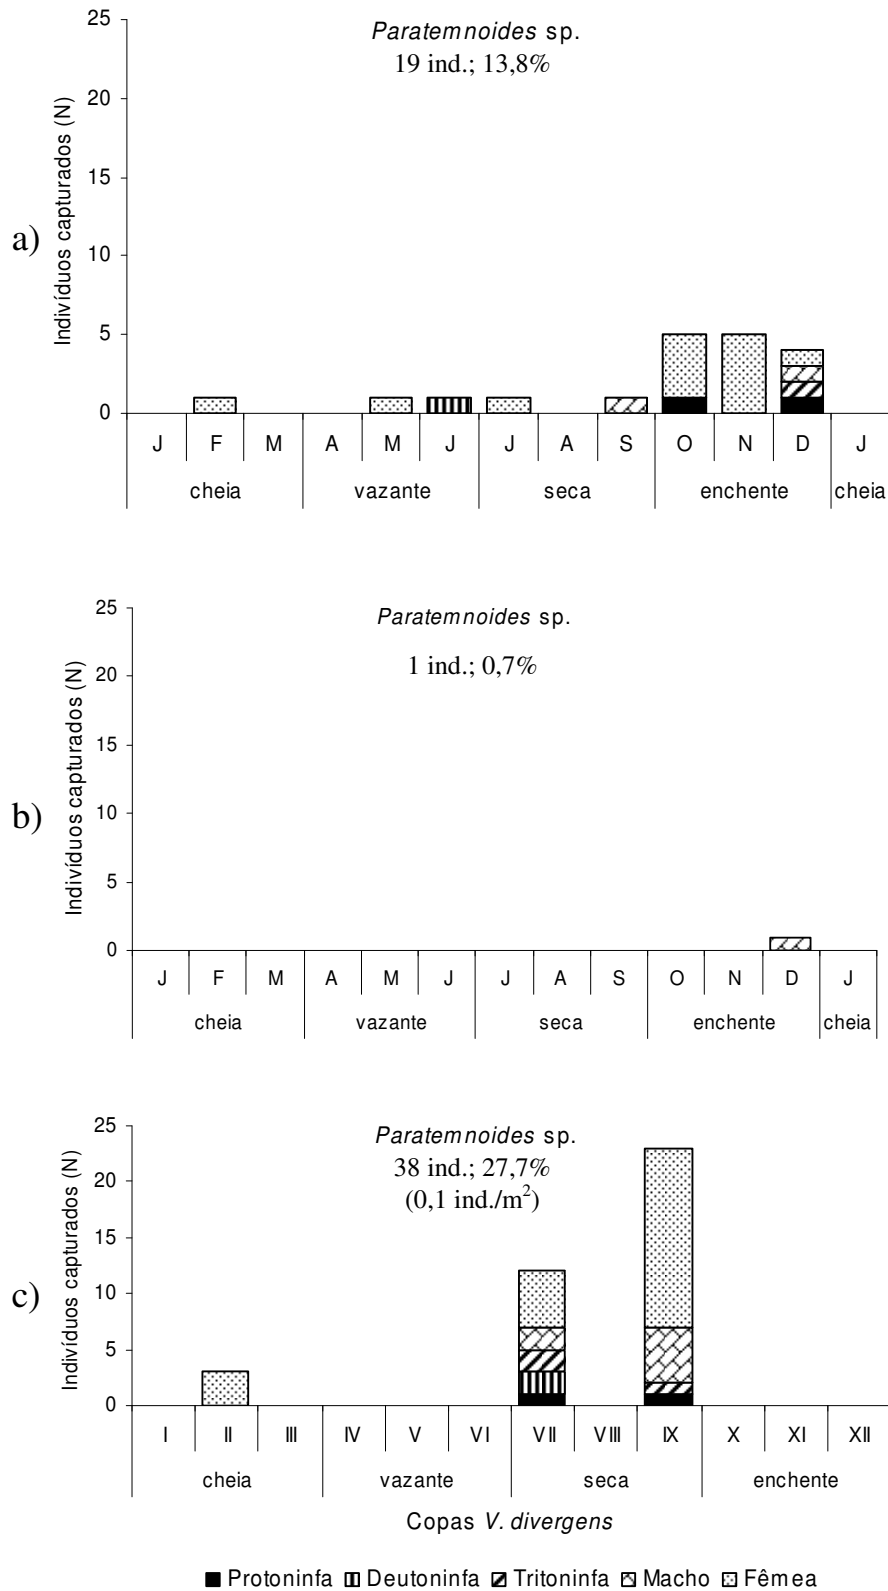 Paratemnoides sp.
19 ind.; 13,8%
a)
Indivíduos capturados (N)
25
20
15
10
5
0
J F M A M J J A S O N D J
cheia vazante seca enchente cheia
Paratemnoides sp.
1 ind.; 0,7%
b)
Indivíduos capturados (N)
25
20
15
10
5
0
J F M A M J J A S O N D J
cheia vazante seca enchente cheia
Paratemnoides sp.
38 ind.; 27,7%
(0,1 ind./m²)
c)
Indivíduos capturados (N)
25
20
15
10
5
0
I II III IV V VI VII VIII IX X XI XII
cheia vazante seca enchente
Copas V. divergens
Protoninfa Deutoninfa Tritoninfa Macho Fêmea